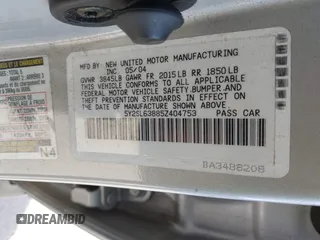 MFD. BY NEW UNITED MOTOR MANUFACTURING
INC. 05/04
GVWR 3845LB GAWR FR 2015LB RR 1850LB
THIS VEHICLE CONFORMS TO ALL APPLICABLE
FEDERAL MOTOR VEHICLE SAFETY, BUMPER, AND
THEFT PREVENTION STANDARDS IN EFFECT ON
THE DATE OF MANUFACTURE SHOWN ABOVE.
5Y2SL63885Z404753 PASS CAR
BA348B208
N4
DREAMBID